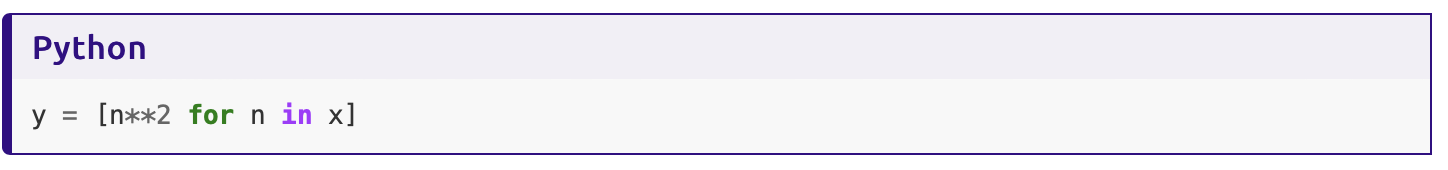 Python
y = [n**2 for n in x]